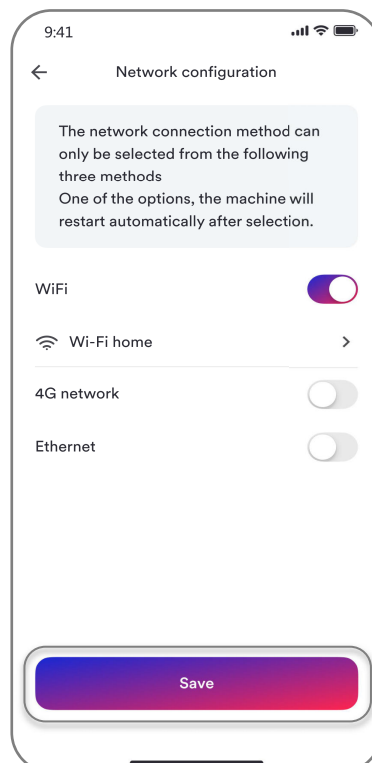 9:41
Network configuration
The network connection method can
only be selected from the following
three methods
One of the options, the machine will
restart automatically after selection.
WiFi
Wi-Fi home
4G network
Ethernet
Save